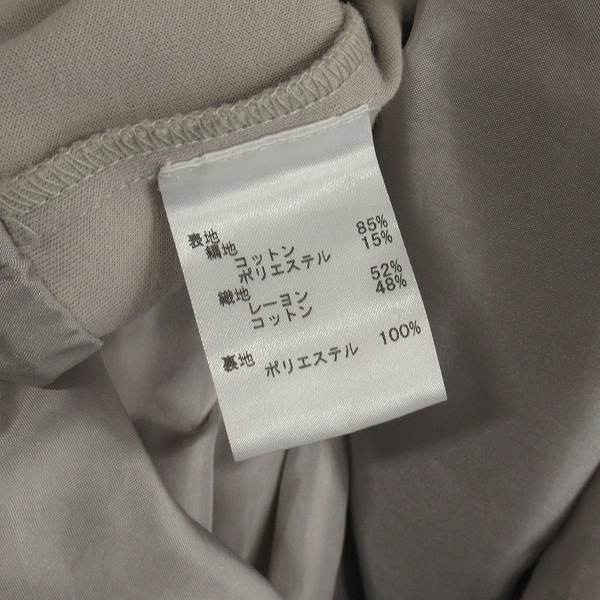 表地
編地
コットン 85%
ポリエステル 15%
織地
レーヨン 52%
コットン 48%
裏地 ポリエステル 100%